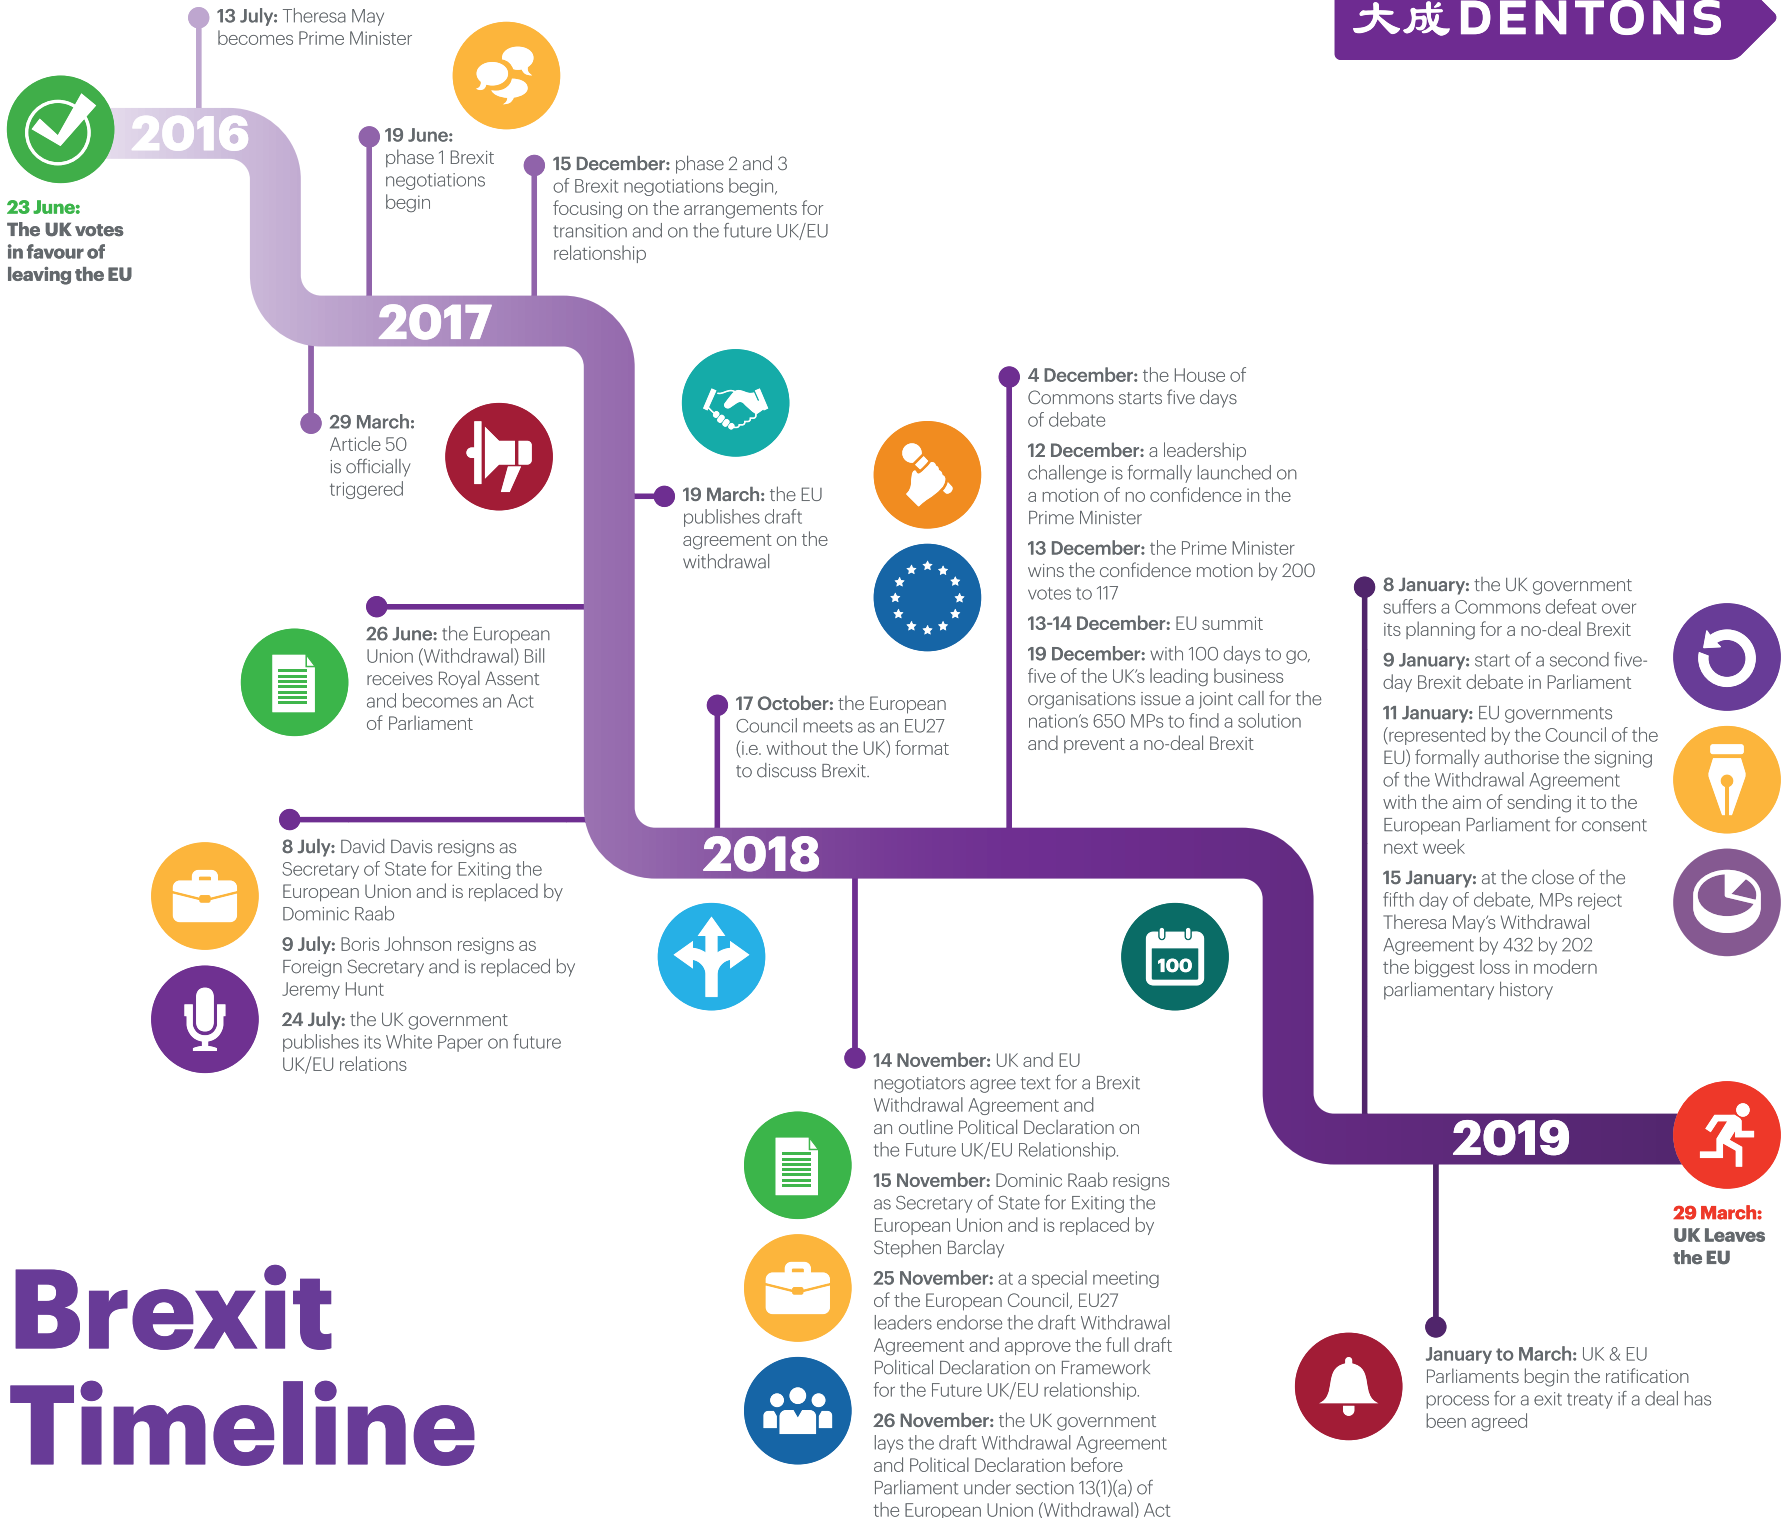 大成 DENTONS
13 July: Theresa May
becomes Prime Minister
2016
23 June:
The UK votes
in favour of
leaving the EU
19 June:
phase 1 Brexit
negotiations
begin
15 December: phase 2 and 3
of Brexit negotiations begin,
focusing on the arrangements for
transition and on the future UK/EU
relationship
2017
29 March:
Article 50
is officially
triggered
19 March: the EU
publishes draft
agreement on the
withdrawal
26 June: the European
Union (Withdrawal) Bill
receives Royal Assent
and becomes an Act
of Parliament
8 July: David Davis resigns as
Secretary of State for Exiting the
European Union and is replaced by
Dominic Raab
9 July: Boris Johnson resigns as
Foreign Secretary and is replaced by
Jeremy Hunt
24 July: the UK government
publishes its White Paper on future
UK/EU relations
17 October: the European
Council meets as an EU27
(i.e. without the UK) format
to discuss Brexit.
2018
4 December: the House of
Commons starts five days
of debate
12 December: a leadership
challenge is formally launched on
a motion of no confidence in the
Prime Minister
13 December: the Prime Minister
wins the confidence motion by 200
votes to 117
13-14 December: EU summit
19 December: with 100 days to go,
five of the UK's leading business
organisations issue a joint call for the
nation's 650 MPs to find a solution
and prevent a no-deal Brexit
100
14 November: UK and EU
negotiators agree text for a Brexit
Withdrawal Agreement and
an outline Political Declaration on
the Future UK/EU Relationship.
15 November: Dominic Raab resigns
as Secretary of State for Exiting the
European Union and is replaced by
Stephen Barclay
25 November: at a special meeting
of the European Council, EU27
leaders endorse the draft Withdrawal
Agreement and approve the full draft
Political Declaration on Framework
for the Future UK/EU relationship.
26 November: the UK government
lays the draft Withdrawal Agreement
and Political Declaration before
Parliament under section 13(1)(a) of
the European Union (Withdrawal) Act
8 January: the UK government
suffers a Commons defeat over
its planning for a no-deal Brexit
9 January: start of a second five-
day Brexit debate in Parliament
11 January: EU governments
(represented by the Council of the
EU) formally authorise the signing
of the Withdrawal Agreement
with the aim of sending it to the
European Parliament for consent
next week
15 January: at the close of the
fifth day of debate, MPs reject
Theresa May's Withdrawal
Agreement by 432 by 202
the biggest loss in modern
parliamentary history
2019
29 March:
UK Leaves
the EU
January to March: UK & EU
Parliaments begin the ratification
process for a exit treaty if a deal has
been agreed
Brexit
Timeline